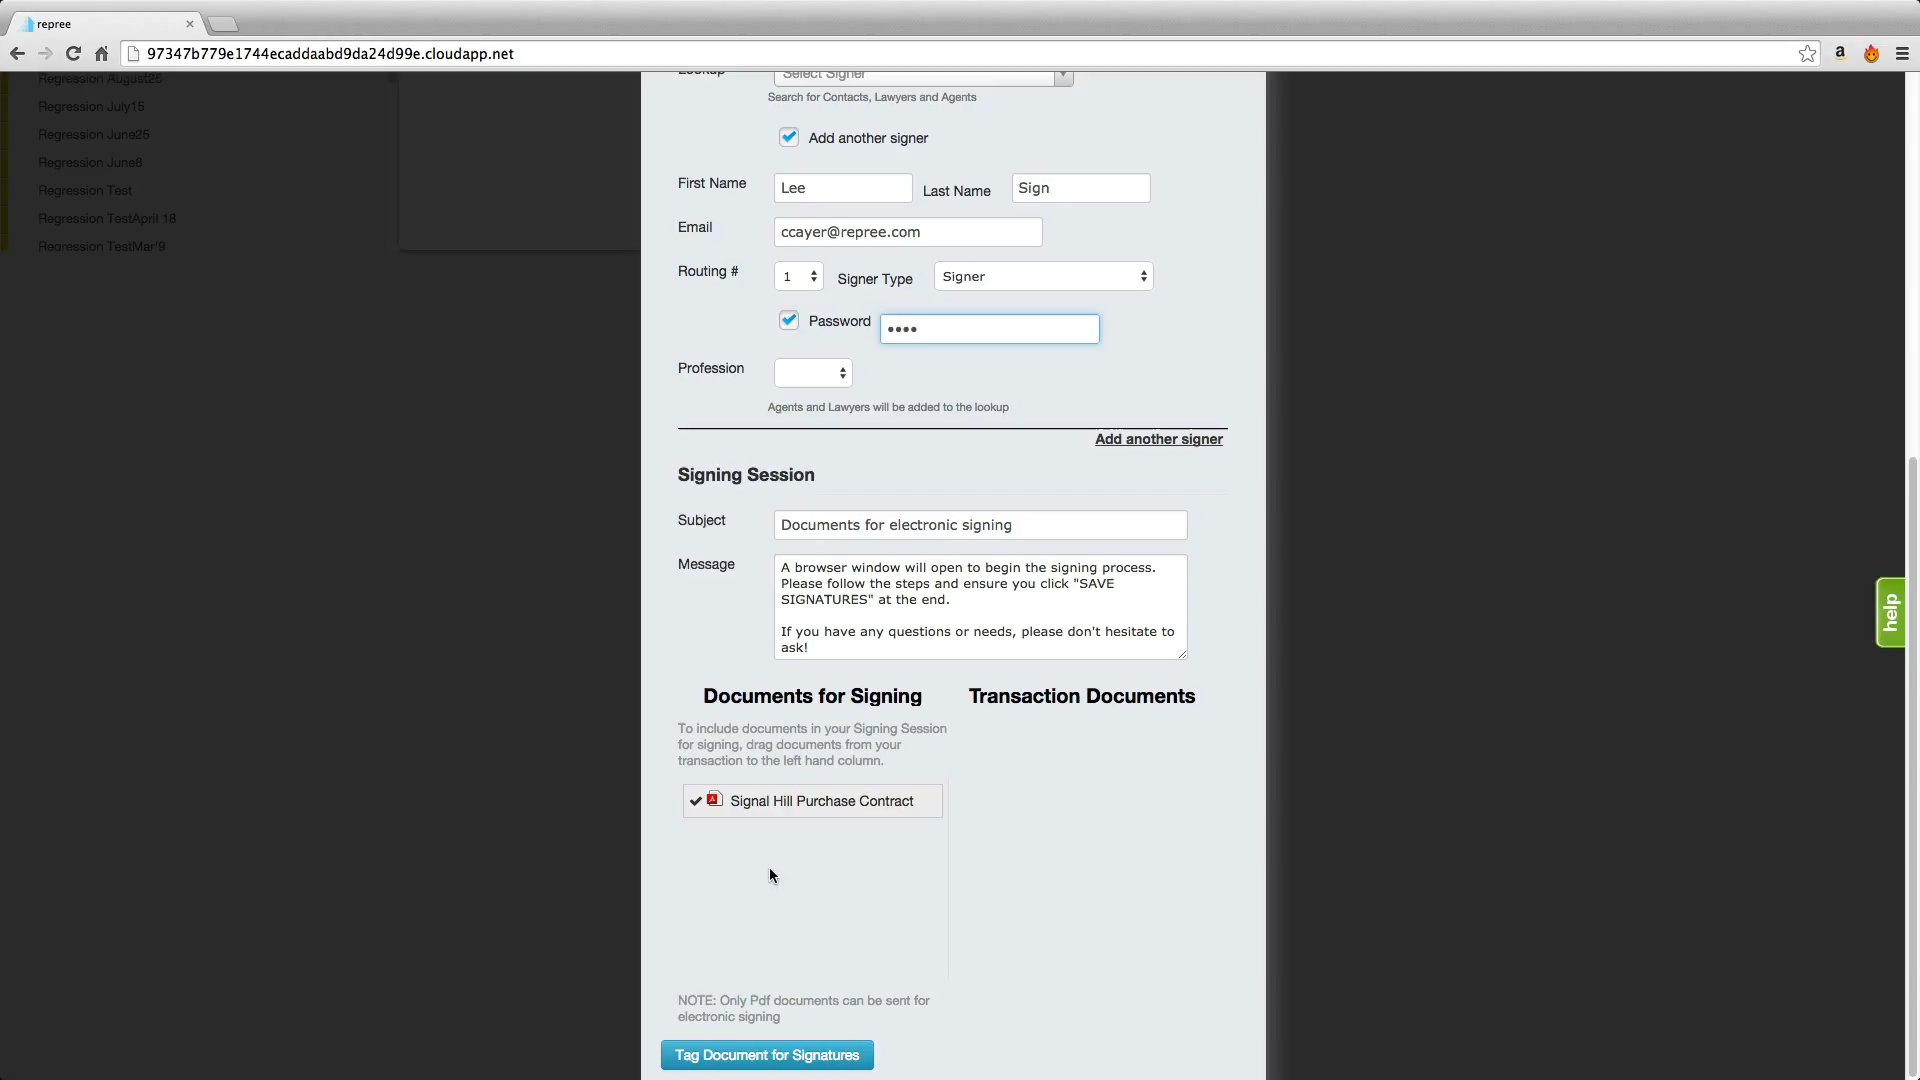 repree
97347b779e1744ecaddaabd9da24d99e.cloudapp.net
a
Regression August25
Regression July15
Regression June25
Regression June8
Regression Test
Regression TestApril 18
Regression TestMar'9
Lookup
Select Signer
Search for Contacts, Lawyers and Agents
Add another signer
First Name
Lee
Last Name
Sign
Email
ccayer@repree.com
Routing #
1
Signer Type
Signer
Password
••••
Profession
Agents and Lawyers will be added to the lookup
Add another signer
Signing Session
Subject
Documents for electronic signing
Message
A browser window will open to begin the signing process.
Please follow the steps and ensure you click "SAVE
SIGNATURES" at the end.
If you have any questions or needs, please don't hesitate to
ask!
Documents for Signing
Transaction Documents
To include documents in your Signing Session
for signing, drag documents from your
transaction to the left hand column.
Signal Hill Purchase Contract
NOTE: Only Pdf documents can be sent for
electronic signing
Tag Document for Signatures
help